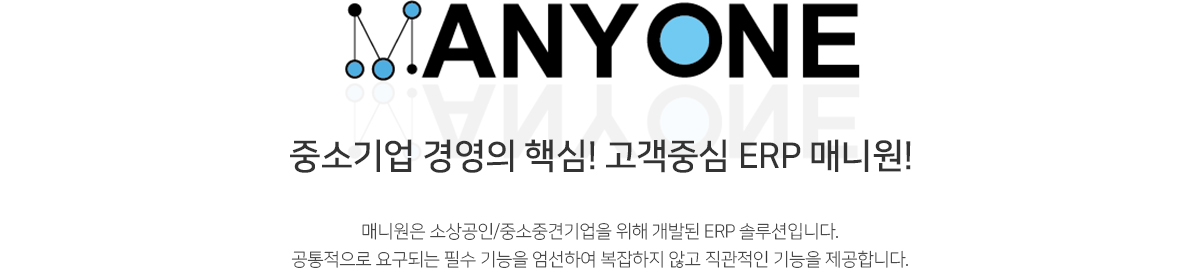 MANYONE
중소기업 경영의 핵심! 고객중심 ERP 매니원!
매니원은 소상공인/중소중견기업을 위해 개발된 ERP 솔루션입니다.
공통적으로 요구되는 필수 기능을 엄선하여 복잡하지 않고 직관적인 기능을 제공합니다.